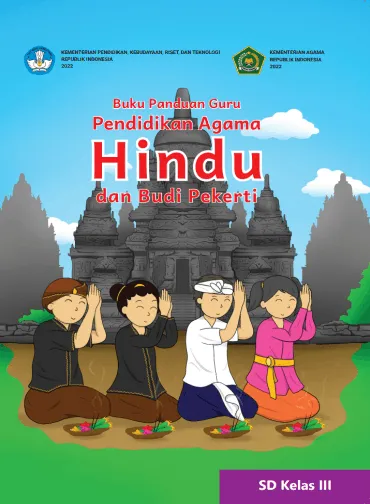 KEMENTERIAN PENDIDIKAN, KEBUDAYAAN, RISET, DAN TEKNOLOGI
REPUBLIK INDONESIA
2022
KEMENTERIAN AGAMA
REPUBLIK INDONESIA
2022
Buku Panduan Guru
Pendidikan Agama
Hindu
dan Budi Pekerti
SD Kelas III